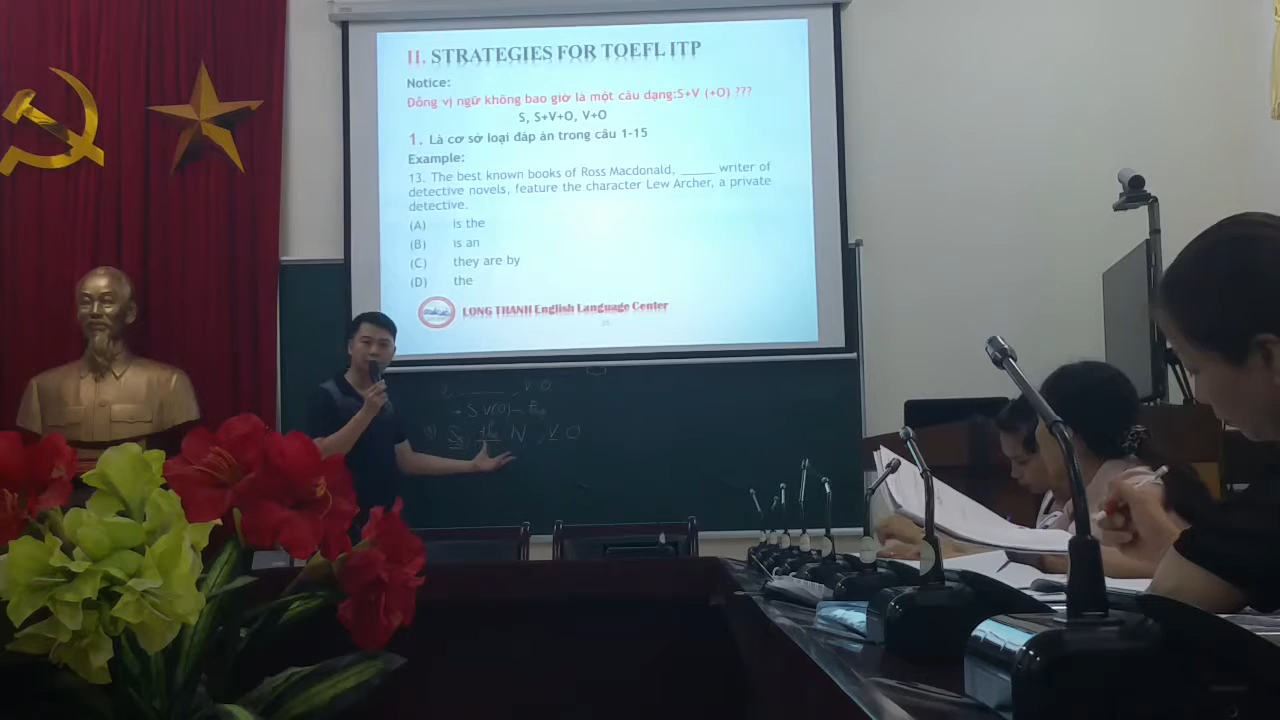 II. STRATEGIES FOR TOEFL ITP
Notice:
Đồng vị ngữ không bao giờ là một câu dạng:S+V (+O) ???
S, S+V+O, V+O
1. Là cơ sở loại đáp án trong câu 1-15
Example:
13. The best known books of Ross Macdonald, _____ writer of
detective novels, feature the character Lew Archer, a private
detective.
(A) is the
(B) is an
(C) they are by
(D) the
LONG THANH English Language Center
V O
+ S V(O)
S, the N , V O